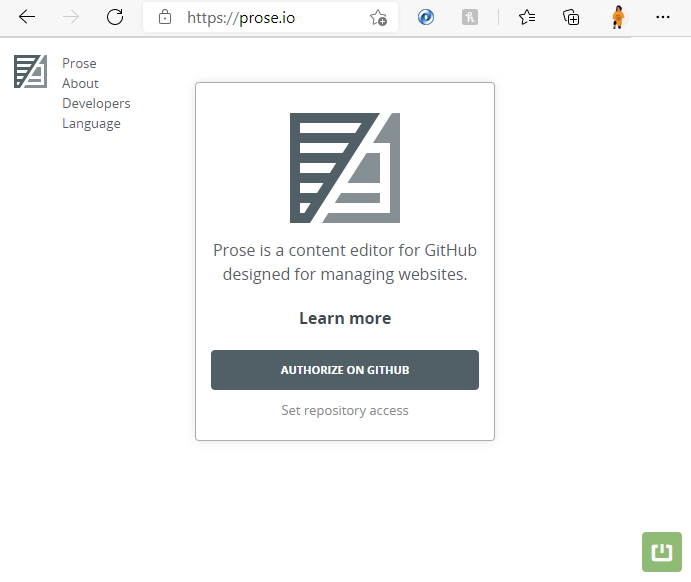 https://prose.io
Prose
About
Developers
Language
Prose is a content editor for GitHub
designed for managing websites.
Learn more
AUTHORIZE ON GITHUB
Set repository access